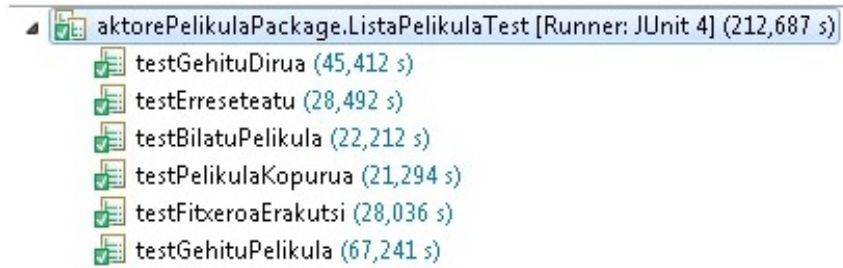 aktorePelikulaPackage.ListaPelikulaTest [Runner: JUnit 4] (212,687 s)
testGehituDirua (45,412 s)
testErreseteatu (28,492 s)
testBilatuPelikula (22,212 s)
testPelikulaKopurua (21,294 s)
testFitxeroaErakutsi (28,036 s)
testGehituPelikula (67,241 s)